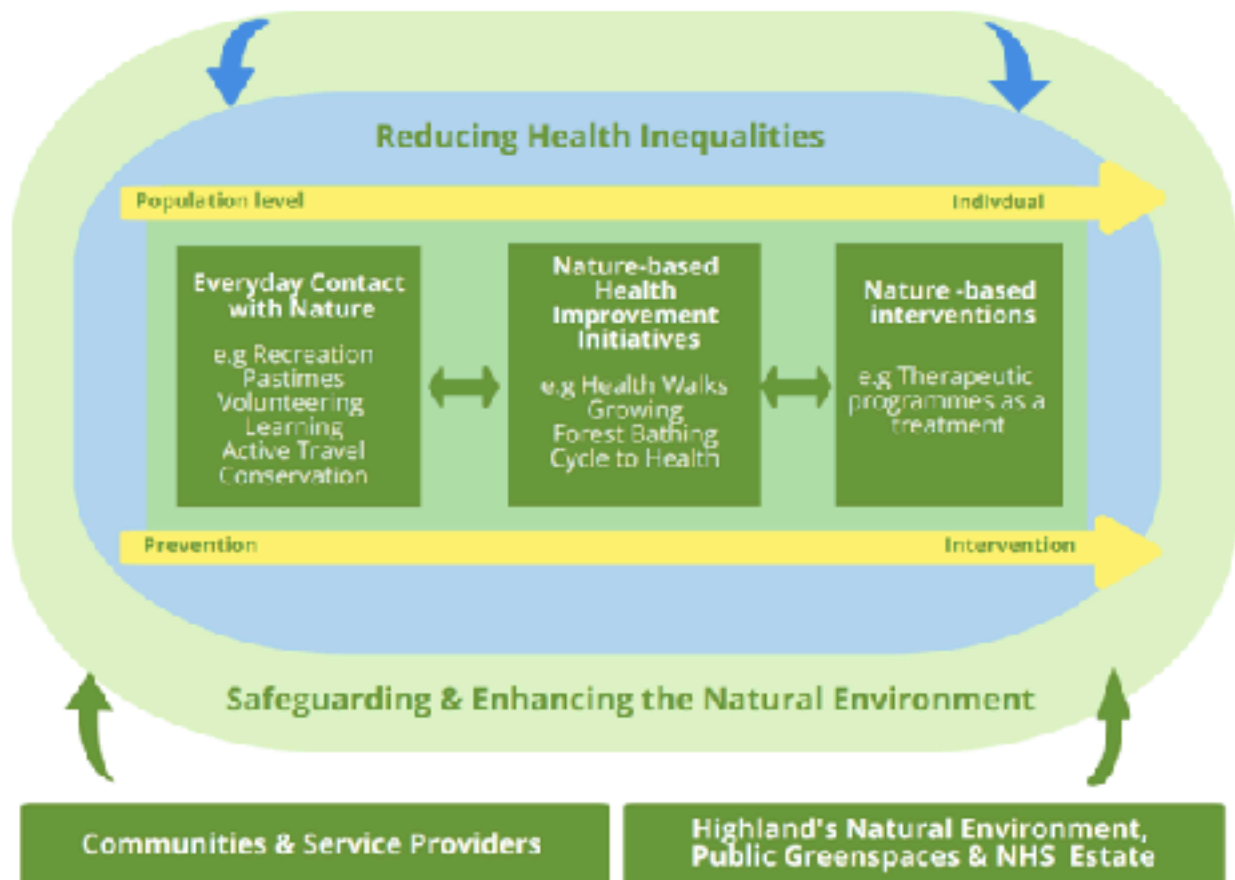 Reducing Health Inequalities
Population level
Indivdual
Everyday Contact
with Nature
e.g Recreation
Pastimes
Volunteering
Learning
Active Travel
Conservation
Nature-based
Health
Improvement
Initiatives
e.g Health Walks
Growing
Forest Bathing
Cycle to Health
Nature -based
interventions
e.g Therapeutic
programmes as a
treatment
Prevention
Intervention
Safeguarding & Enhancing the Natural Environment
Communities & Service Providers
Highland's Natural Environment,
Public Greenspaces & NHS Estate